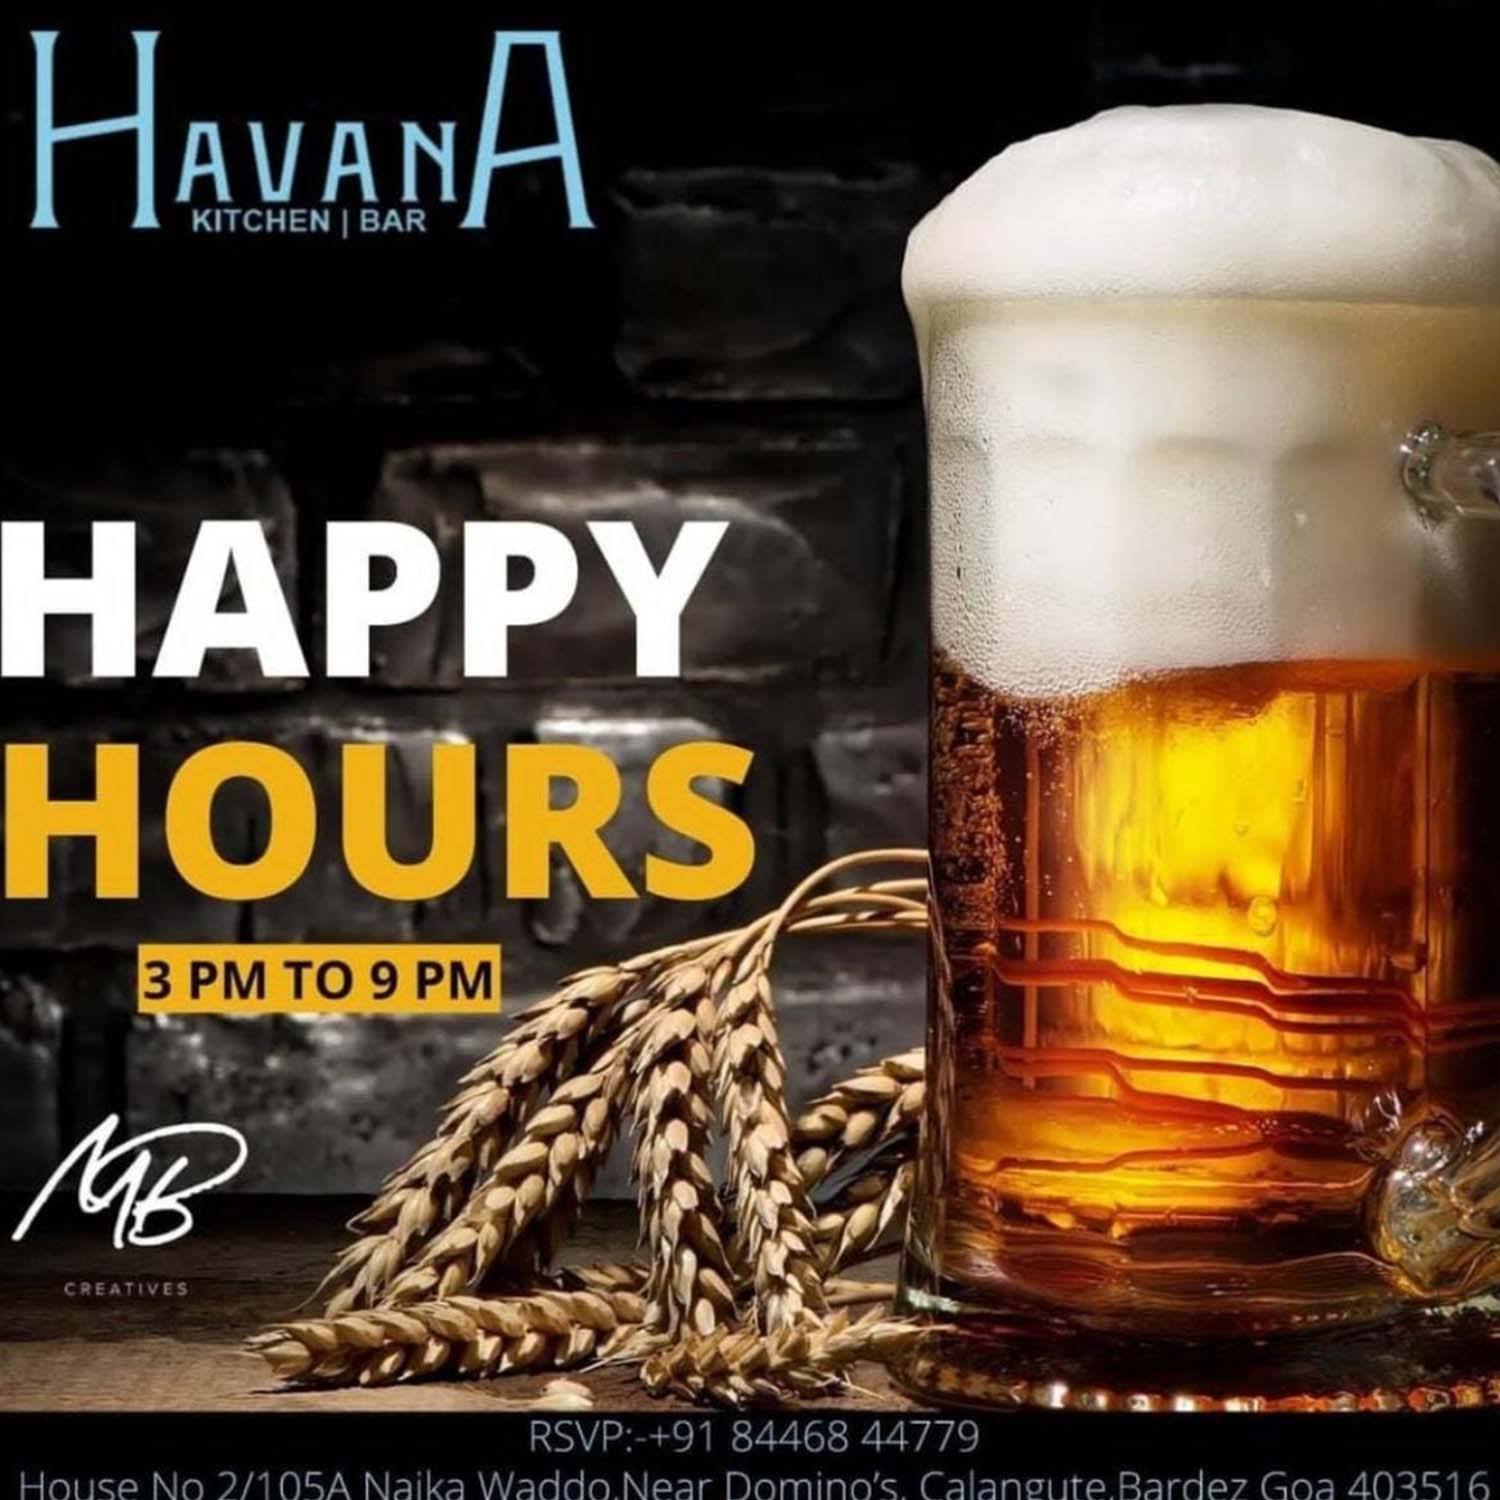 HAVANA
KITCHEN | BAR
HAPPY
HOURS
3 PM TO 9 PM
MB
CREATIVES
RSVP:-+91 84468 44779
House No 2/105A Naika Waddo,Near Domino's, Calangute,Bardez Goa 403516